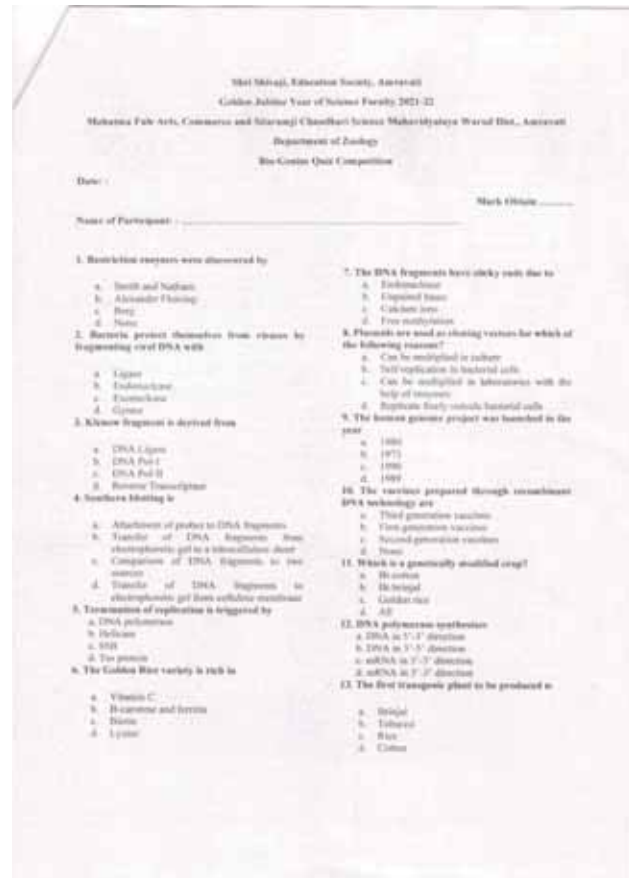 Shri Shivaji, Education Society, Amravati
Golden Jubilee Year of Science Faculty 2021-22
Mahatma Fule Arts, Commerce and Sitaramji Chaudhari Science Mahavidyalaya Warud Dist., Amravati
Department of Zoology
Bio-Genius Quiz Competition
Date: -
Mark Obtain ...........
Name of Participant: -
1. Restriction enzymes were discovered by
a. Smith and Nathans
b. Alexander Fleming
c. Berg
d. None
2. Bacteria protect themselves from viruses by
fragmenting viral DNA with
a. Ligase
b. Endonuclease
c. Exonuclease
d. Gyrase
3. Klenow fragment is derived from
a. DNA Ligase
b. DNA Pol-I
c. DNA Pol-II
d. Reverse Transcriptase
4. Southern blotting is
a. Attachment of probes to DNA fragments
b. Transfer of DNA fragments from
electrophoretic gel to a nitrocellulose sheet
c. Comparison of DNA fragments to two
sources
d. Transfer of DNA fragments to
electrophoretic gel from cellulose membrane
5. Termination of replication is triggered by
a. DNA polymerase
b. Helicase
c. SSB
d. Tus protein
6. The Golden Rice variety is rich in
a. Vitamin C
b. B-carotene and ferritin
c. Biotin
d. Lysine
7. The DNA fragments have sticky ends due to
a. Endonuclease
b. Unpaired bases
c. Calcium ions
d. Free methylation
8. Plasmids are used as cloning vectors for which of
the following reasons?
a. Can be multiplied in culture
b. Self-replication in bacterial cells
c. Can be multiplied in laboratories with the
help of enzymes
d. Replicate freely outside bacterial cells
9. The human genome project was launched in the
year
a. 1980
b. 1973
c. 1990
d. 1989
10. The vaccines prepared through recombinant
DNA technology are
a. Third generation vaccines
b. First-generation vaccines
c. Second-generation vaccines
d. None
11. Which is a genetically modified crop?
a. Bt-cotton
b. Bt-brinjal
c. Golden rice
d. All
12. DNA polymerase synthesises
a. DNA in 5'-3' direction
b. DNA in 3'-5' direction
c. mRNA in 3'-5' direction
d. mRNA in 5'-3' direction
13. The first transgenic plant to be produced is
a. Brinjal
b. Tobacco
c. Rice
d. Cotton